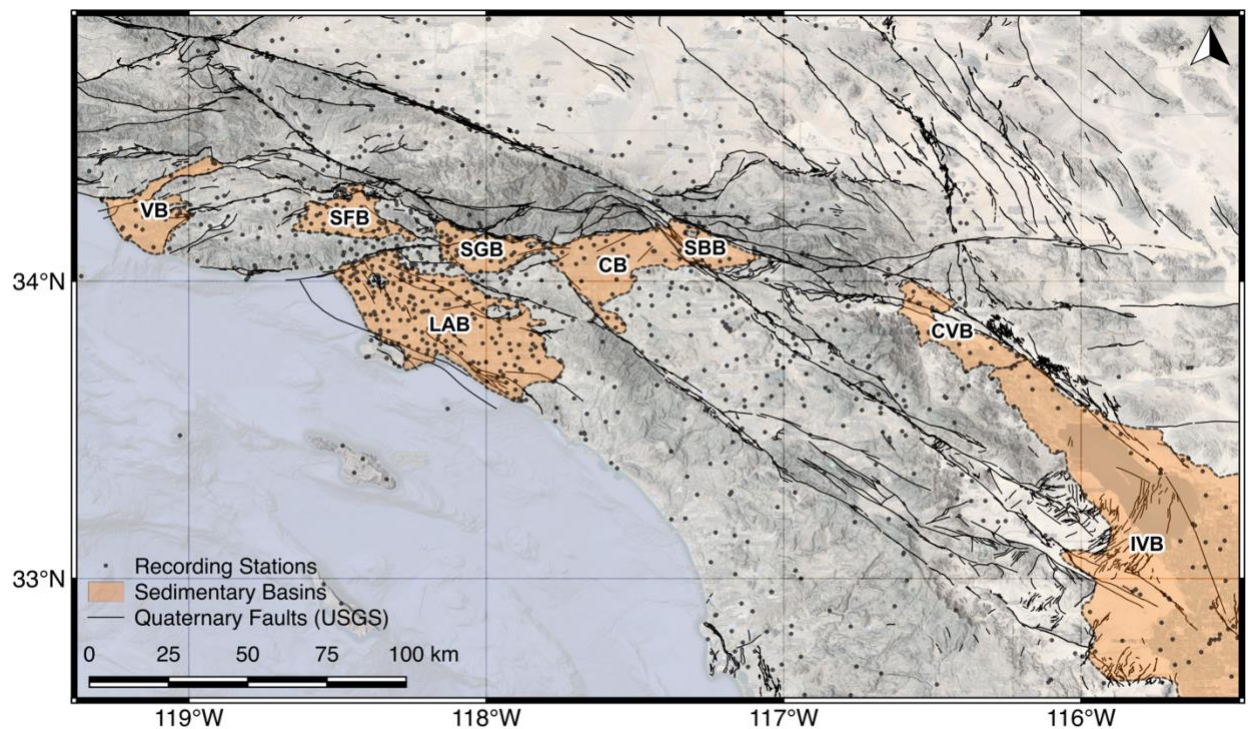 VB
SFB
SGB
CB
SBB
34°N
LAB
CVB
IVB
33°N
Recording Stations
Sedimentary Basins
Quaternary Faults (USGS)
0 25 50 75 100 km
119°W 118°W 117°W 116°W